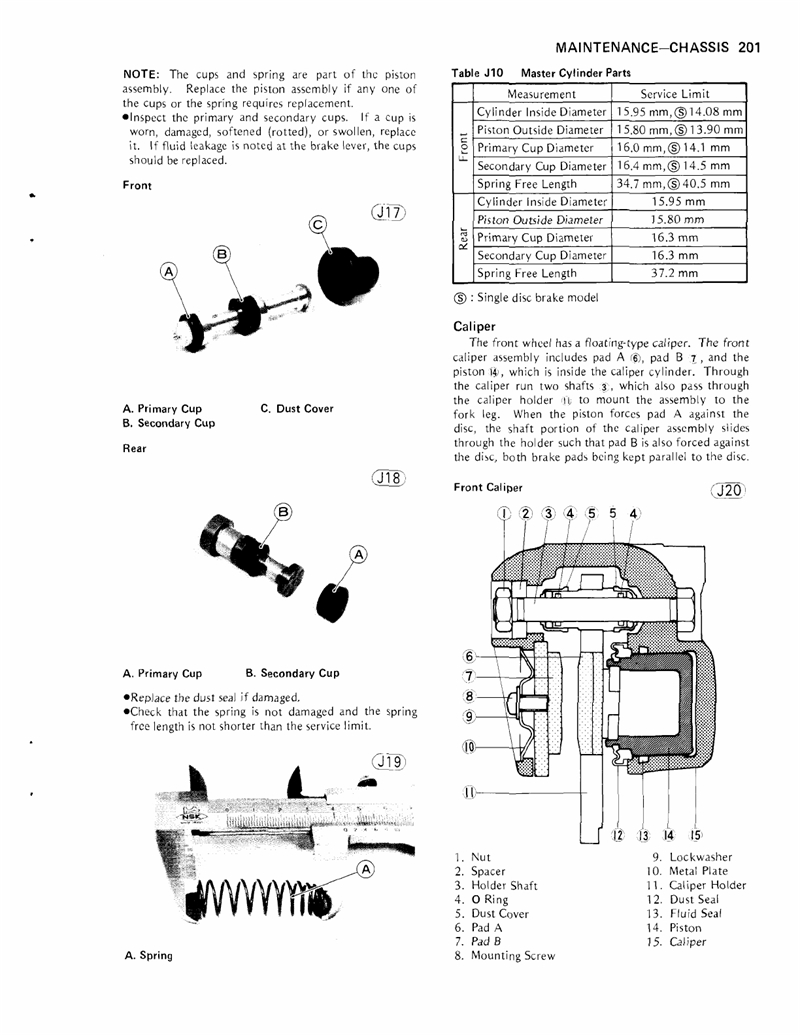 MAINTENANCE—CHASSIS 201
NOTE: The cups and spring are part of the piston
assembly. Replace the piston assembly if any one of
the cups or the spring requires replacement.
●Inspect the primary and secondary cups. If a cup is
worn, damaged, softened (rotted), or swollen, replace
it. If fluid leakage is noted at the brake lever, the cups
should be replaced.
Front
J17
A
B
C
A. Primary Cup C. Dust Cover
B. Secondary Cup
Rear
J18
B
A
A. Primary Cup B. Secondary Cup
●Replace the dust seal if damaged.
●Check that the spring is not damaged and the spring
free length is not shorter than the service limit.
J19
NSK
A
A. Spring
Table J10 Master Cylinder Parts
Measurement Service Limit
Front
Cylinder Inside Diameter 15.95 mm, Ⓢ 14.08 mm
Piston Outside Diameter 15.80 mm, Ⓢ 13.90 mm
Primary Cup Diameter 16.0 mm, Ⓢ 14.1 mm
Secondary Cup Diameter 16.4 mm, Ⓢ 14.5 mm
Spring Free Length 34.7 mm, Ⓢ 40.5 mm
Rear
Cylinder Inside Diameter 15.95 mm
Piston Outside Diameter 15.80 mm
Primary Cup Diameter 16.3 mm
Secondary Cup Diameter 16.3 mm
Spring Free Length 37.2 mm
Ⓢ : Single disc brake model
Caliper
The front wheel has a floating-type caliper. The front
caliper assembly includes pad A ⑥, pad B 7, and the
piston ⑭, which is inside the caliper cylinder. Through
the caliper run two shafts 3, which also pass through
the caliper holder ⑪ to mount the assembly to the
fork leg. When the piston forces pad A against the
disc, the shaft portion of the caliper assembly slides
through the holder such that pad B is also forced against
the disc, both brake pads being kept parallel to the disc.
Front Caliper
J20
① ② ③ ④ ⑤ 5 4
⑥
⑦
⑧
⑨
⑩
⑪
⑫ ⑬ ⑭ ⑮
1. Nut
2. Spacer
3. Holder Shaft
4. O Ring
5. Dust Cover
6. Pad A
7. Pad B
8. Mounting Screw
9. Lockwasher
10. Metal Plate
11. Caliper Holder
12. Dust Seal
13. Fluid Seal
14. Piston
15. Caliper